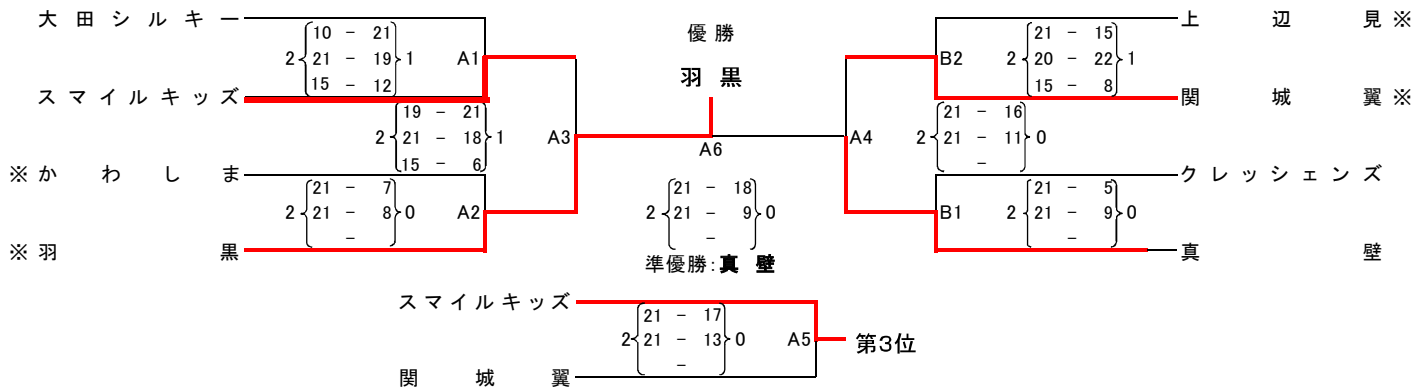 大田シルキー
2 10 - 21 1
21 - 19
15 - 12
A1
スマイルキッズ
2 19 - 21 1
21 - 18
15 - 6
A3
※かわしま
2 21 - 7 0
21 - 8
-
A2
※羽黒
優勝
羽黒
A6
2 21 - 18 0
21 - 9
-
準優勝：真壁
上辺見※
B2
2 21 - 15 1
20 - 22
15 - 8
関城翼※
A4
2 21 - 16 0
21 - 11
-
クレッシェンズ
B1
2 21 - 5 0
21 - 9
-
真壁
スマイルキッズ
2 21 - 17 0
21 - 13
-
A5
第3位
関城翼